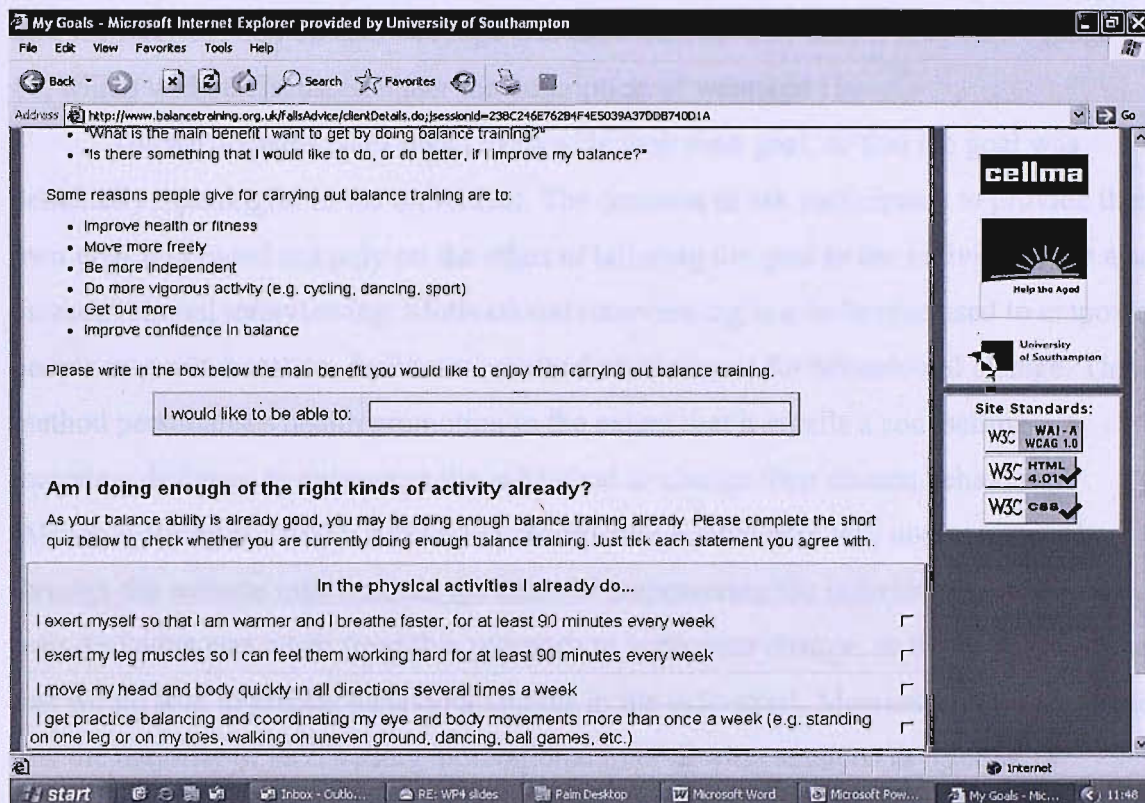 My Goals - Microsoft Internet Explorer provided by University of Southampton
File Edit View Favorites Tools Help
Back Search Favorites
Address http://www.balancetraining.org.uk/fallsAdvice/clientDetails.do;jsessionid=238C246E762B4F4E5039A37DDB740D1A Go
• "What is the main benefit I want to get by doing balance training?"
• "Is there something that I would like to do, or do better, if I improve my balance?"
Some reasons people give for carrying out balance training are to:
• Improve health or fitness
• Move more freely
• Be more independent
• Do more vigorous activity (e.g. cycling, dancing, sport)
• Get out more
• Improve confidence in balance
Please write in the box below the main benefit you would like to enjoy from carrying out balance training.
I would like to be able to:
Am I doing enough of the right kinds of activity already?
As your balance ability is already good, you may be doing enough balance training already. Please complete the short
quiz below to check whether you are currently doing enough balance training. Just tick each statement you agree with.
In the physical activities I already do...
I exert myself so that I am warmer and I breathe faster, for at least 90 minutes every week
I exert my leg muscles so I can feel them working hard for at least 90 minutes every week
I move my head and body quickly in all directions several times a week
I get practice balancing and coordinating my eye and body movements more than once a week (e.g. standing
on one leg or on my toes, walking on uneven ground, dancing, ball games, etc.)
cellma
Help the Aged
University
of Southampton
Site Standards:
W3C WAI-A
WCAG 1.0
W3C HTML
4.01
W3C css
Internet
start Inbox - Outlo... RE: WP4 slides Palm Desktop Microsoft Word Microsoft Pow... My Goals - Mic... 11:48